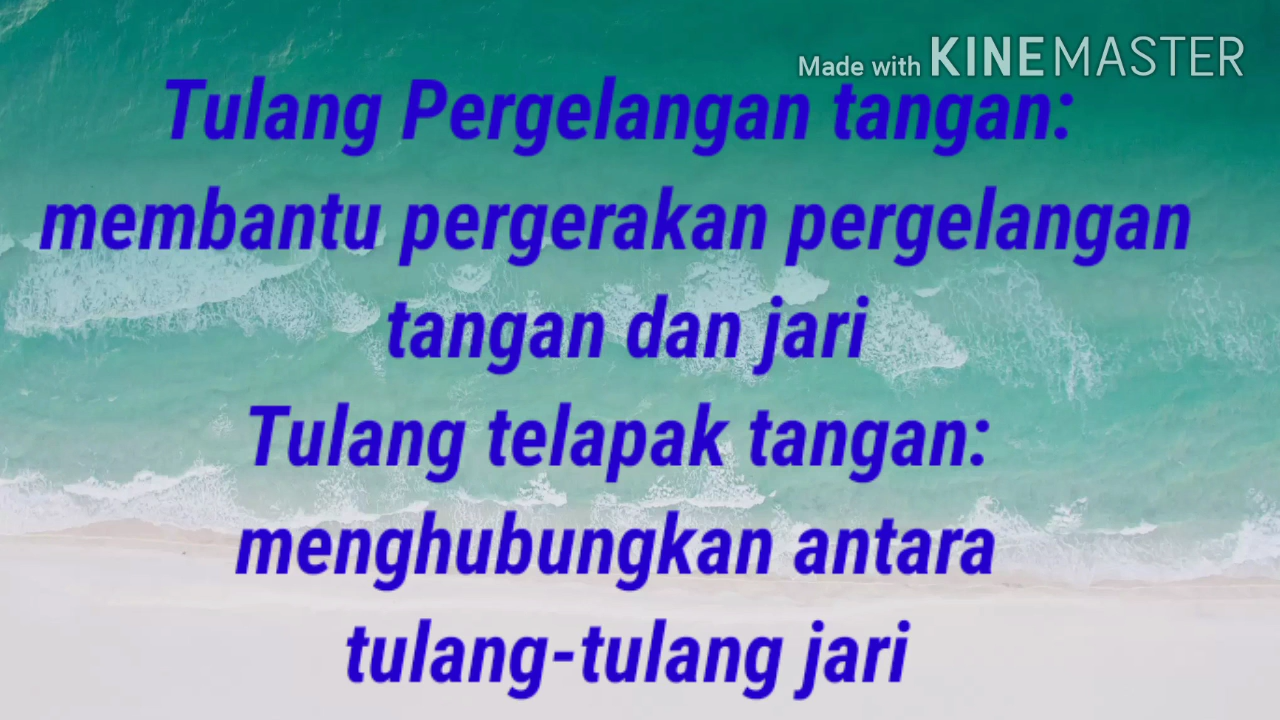 Made with KINEMASTER
Tulang Pergelangan tangan:
membantu pergerakan pergelangan
tangan dan jari
Tulang telapak tangan:
menghubungkan antara
tulang-tulang jari